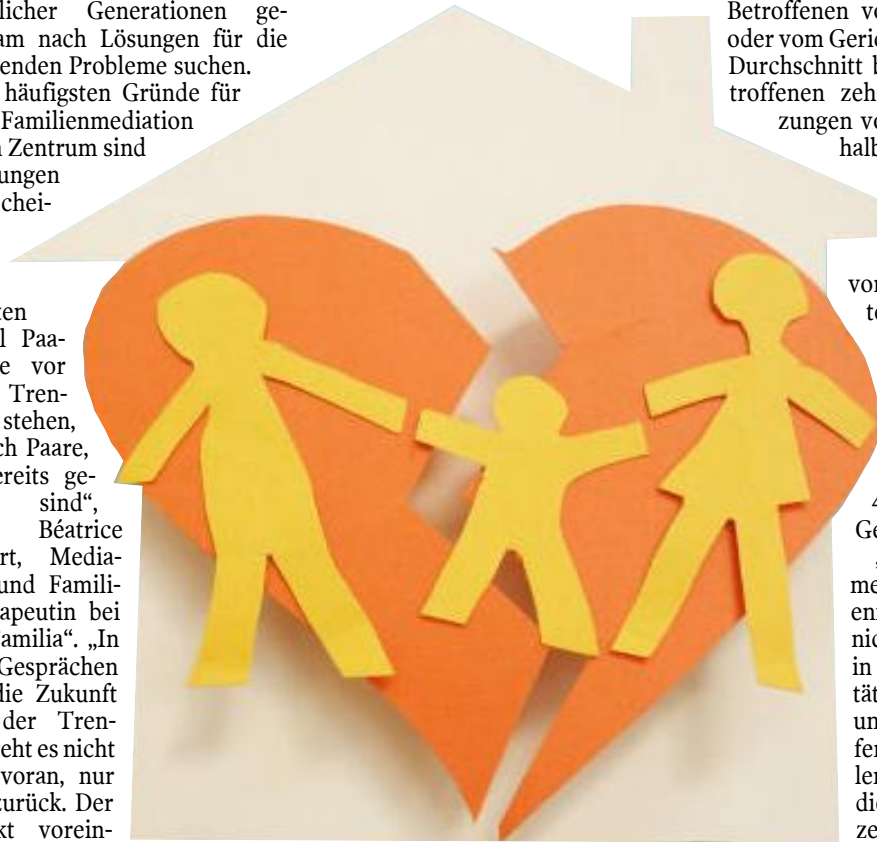 licher Generationen ge-
am nach Lösungen für die
enden Probleme suchen.
häufigsten Gründe für
Familienmediation
Zentrum sind
ungen
chei-
en
l Paa-
e vor
Tren-
stehen,
ch Paare,
ereits ge-
sind“,
Béatrice
rt, Media-
und Famili-
apeutin bei
amilia“. „In
Gesprächen
die Zukunft
der Tren-
eht es nicht
voran, nur
zurück. Der
kt vorein-
Betroffenen vo
oder vom Geric
Durchschnitt b
troffenen zeh
zungen vo
halb
vor
te
4
Ge
me
en
nic
in
tät
un
fer
ler
die
ze